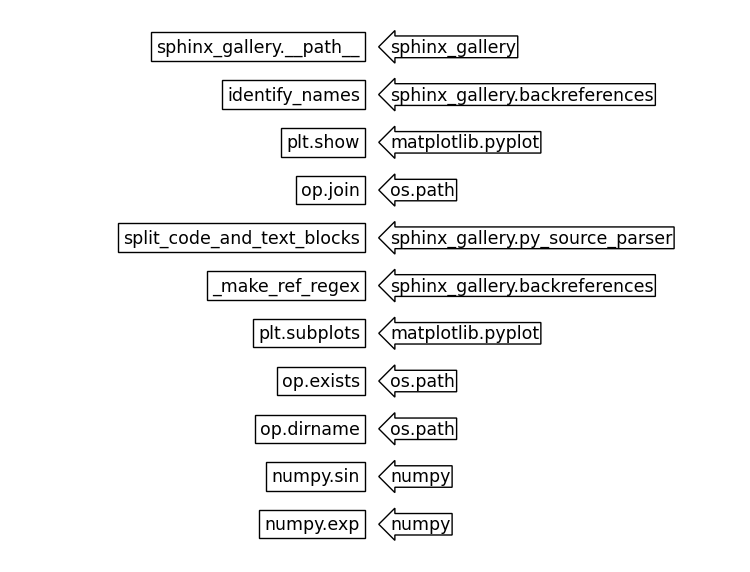 sphinx_gallery.__path__ sphinx_gallery
identify_names sphinx_gallery.backreferences
plt.show matplotlib.pyplot
op.join os.path
split_code_and_text_blocks sphinx_gallery.py_source_parser
_make_ref_regex sphinx_gallery.backreferences
plt.subplots matplotlib.pyplot
op.exists os.path
op.dirname os.path
numpy.sin numpy
numpy.exp numpy